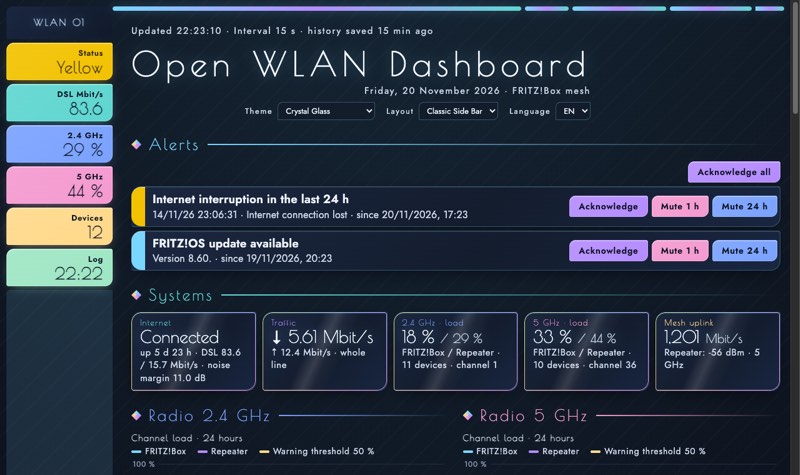 WLAN 01
Status
Yellow
DSL Mbit/s
83.6
2.4 GHz
29 %
5 GHz
44 %
Devices
12
Log
22:22
Updated 22:23:10 · Interval 15 s · history saved 15 min ago
Open WLAN Dashboard
Friday, 20 November 2026 · FRITZ!Box mesh
Theme Crystal Glass Layout Classic Side Bar Language EN
Alerts
Acknowledge all
Internet interruption in the last 24 h
14/11/26 23:06:31 · Internet connection lost · since 20/11/2026, 17:23
Acknowledge Mute 1 h Mute 24 h
FRITZ!OS update available
Version 8.60. · since 19/11/2026, 20:23
Acknowledge Mute 1 h Mute 24 h
Systems
Internet
Connected
up 5 d 23 h · DSL 83.6
/ 15.7 Mbit/s · noise
margin 11.0 dB
Traffic
↓ 5.61 Mbit/s
↑ 12.4 Mbit/s · whole
line
2.4 GHz · load
18 % / 29 %
FRITZ!Box / Repeater ·
11 devices · channel 1
5 GHz · load
33 % / 44 %
FRITZ!Box / Repeater ·
10 devices · channel 36
Mesh uplink
1,201 Mbit/s
Repeater: -56 dBm · 5
GHz
Radio 2.4 GHz
Channel load · 24 hours
FRITZ!Box Repeater Warning threshold 50 %
100 %
Radio 5 GHz
Channel load · 24 hours
FRITZ!Box Repeater Warning threshold 50 %
100 %